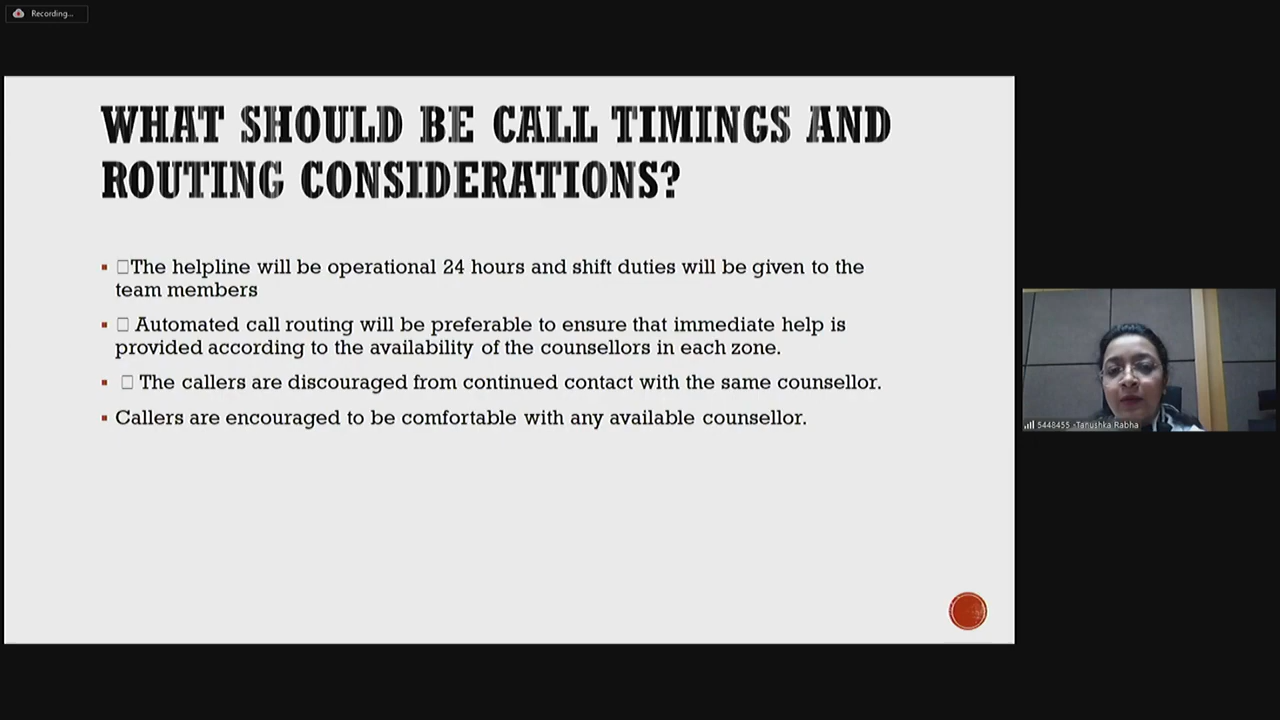 Recording...
WHAT SHOULD BE CALL TIMINGS AND
ROUTING CONSIDERATIONS?
▪ □The helpline will be operational 24 hours and shift duties will be given to the
team members
▪ □ Automated call routing will be preferable to ensure that immediate help is
provided according to the availability of the counsellors in each zone.
▪ □ The callers are discouraged from continued contact with the same counsellor.
▪ Callers are encouraged to be comfortable with any available counsellor.
5448455 -Tanushka Rabha